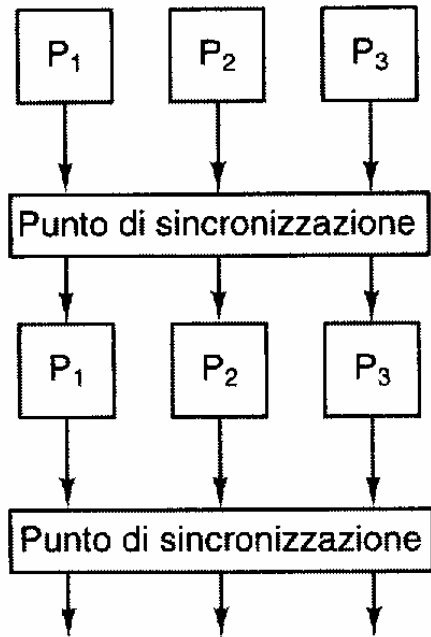 P₁ P₂ P₃
Punto di sincronizzazione
P₁ P₂ P₃
Punto di sincronizzazione